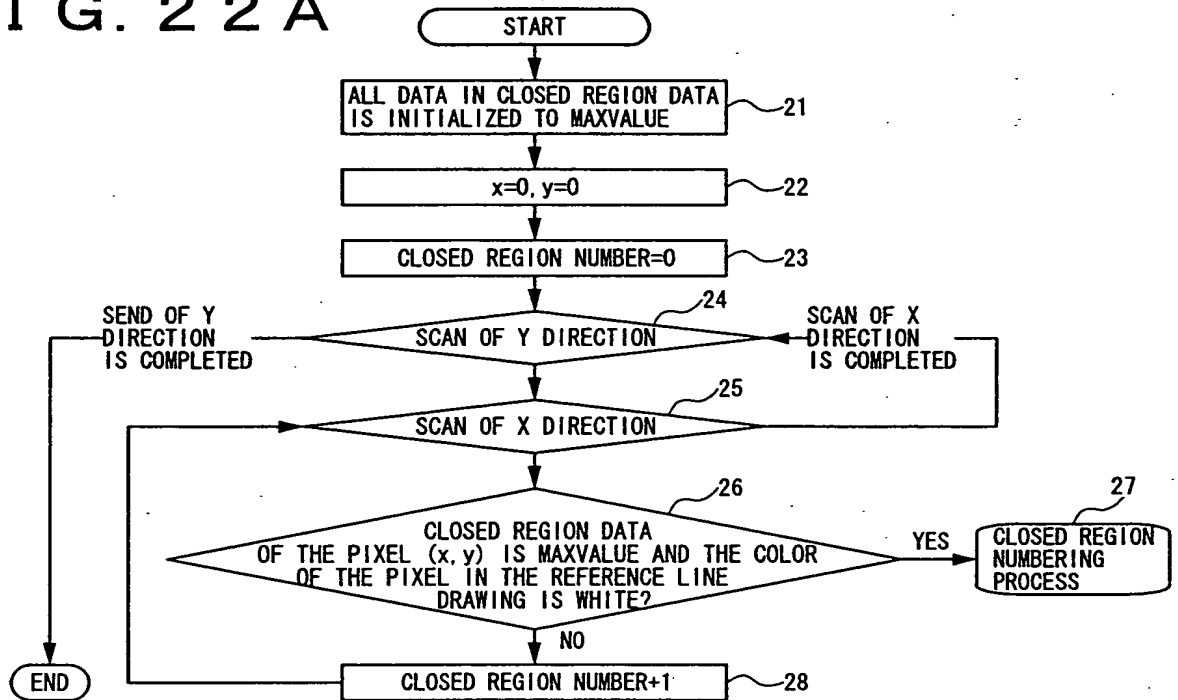 I G. 2 2 A
START
ALL DATA IN CLOSED REGION DATA
IS INITIALIZED TO MAXVALUE
21
x=0, y=0
22
CLOSED REGION NUMBER=0
23
SEND OF Y
DIRECTION
IS COMPLETED
24
SCAN OF Y DIRECTION
SCAN OF X
DIRECTION
IS COMPLETED
25
SCAN OF X DIRECTION
26
CLOSED REGION DATA
OF THE PIXEL (x, y) IS MAXVALUE AND THE COLOR
OF THE PIXEL IN THE REFERENCE LINE
DRAWING IS WHITE?
YES
27
CLOSED REGION
NUMBERING
PROCESS
NO
CLOSED REGION NUMBER+1
28
END